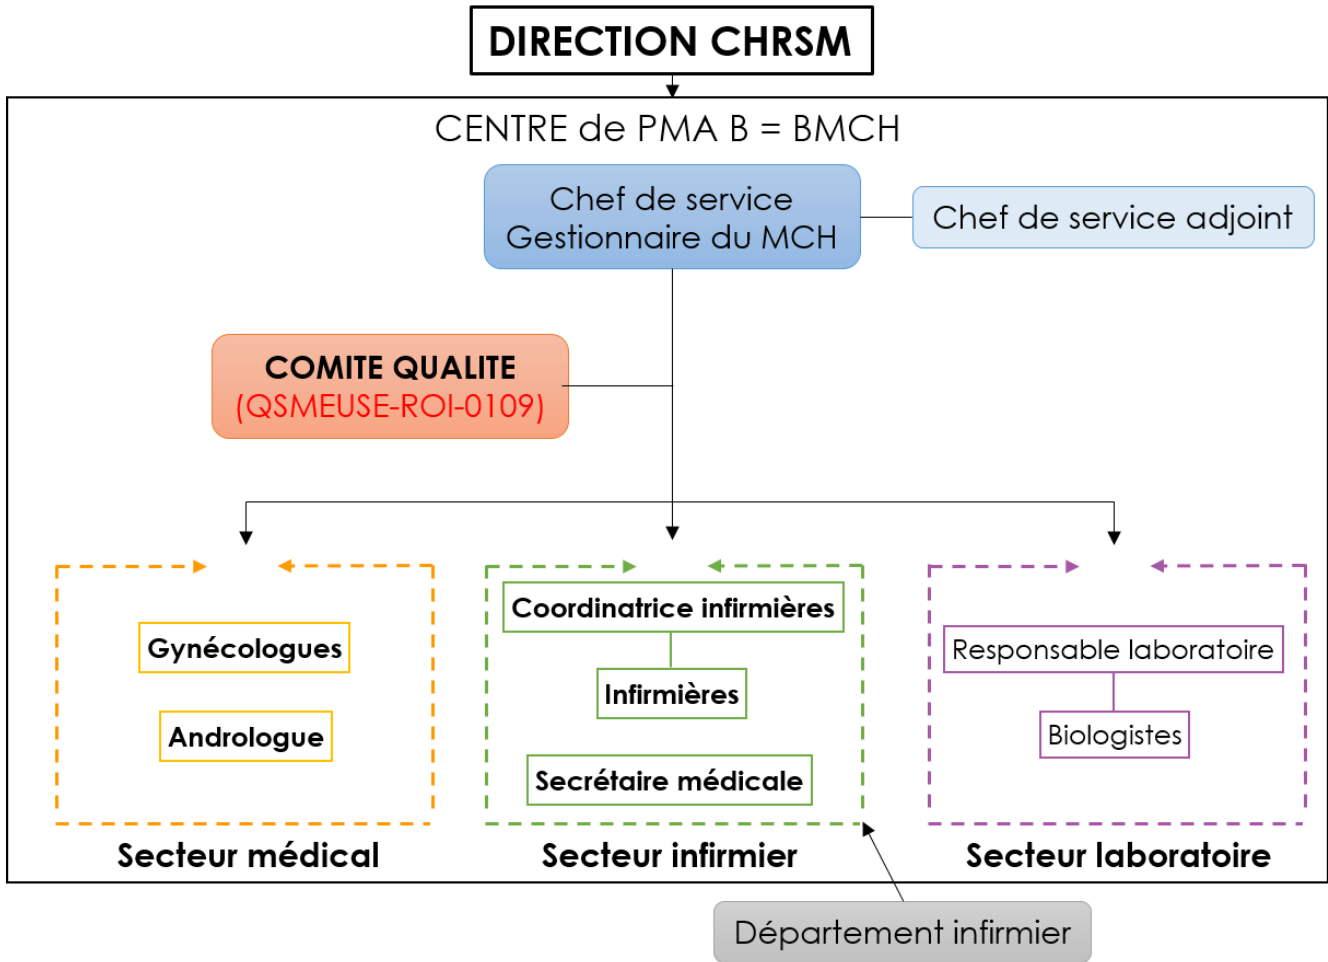 DIRECTION CHRSM
CENTRE de PMA B = BMCH
Chef de service
Gestionnaire du MCH
Chef de service adjoint
COMITE QUALITE
(QSMEUSE-ROI-0109)
Gynécologues
Andrologue
Secteur médical
Coordinatrice infirmières
Infirmières
Secrétaire médicale
Secteur infirmier
Responsable laboratoire
Biologistes
Secteur laboratoire
Département infirmier